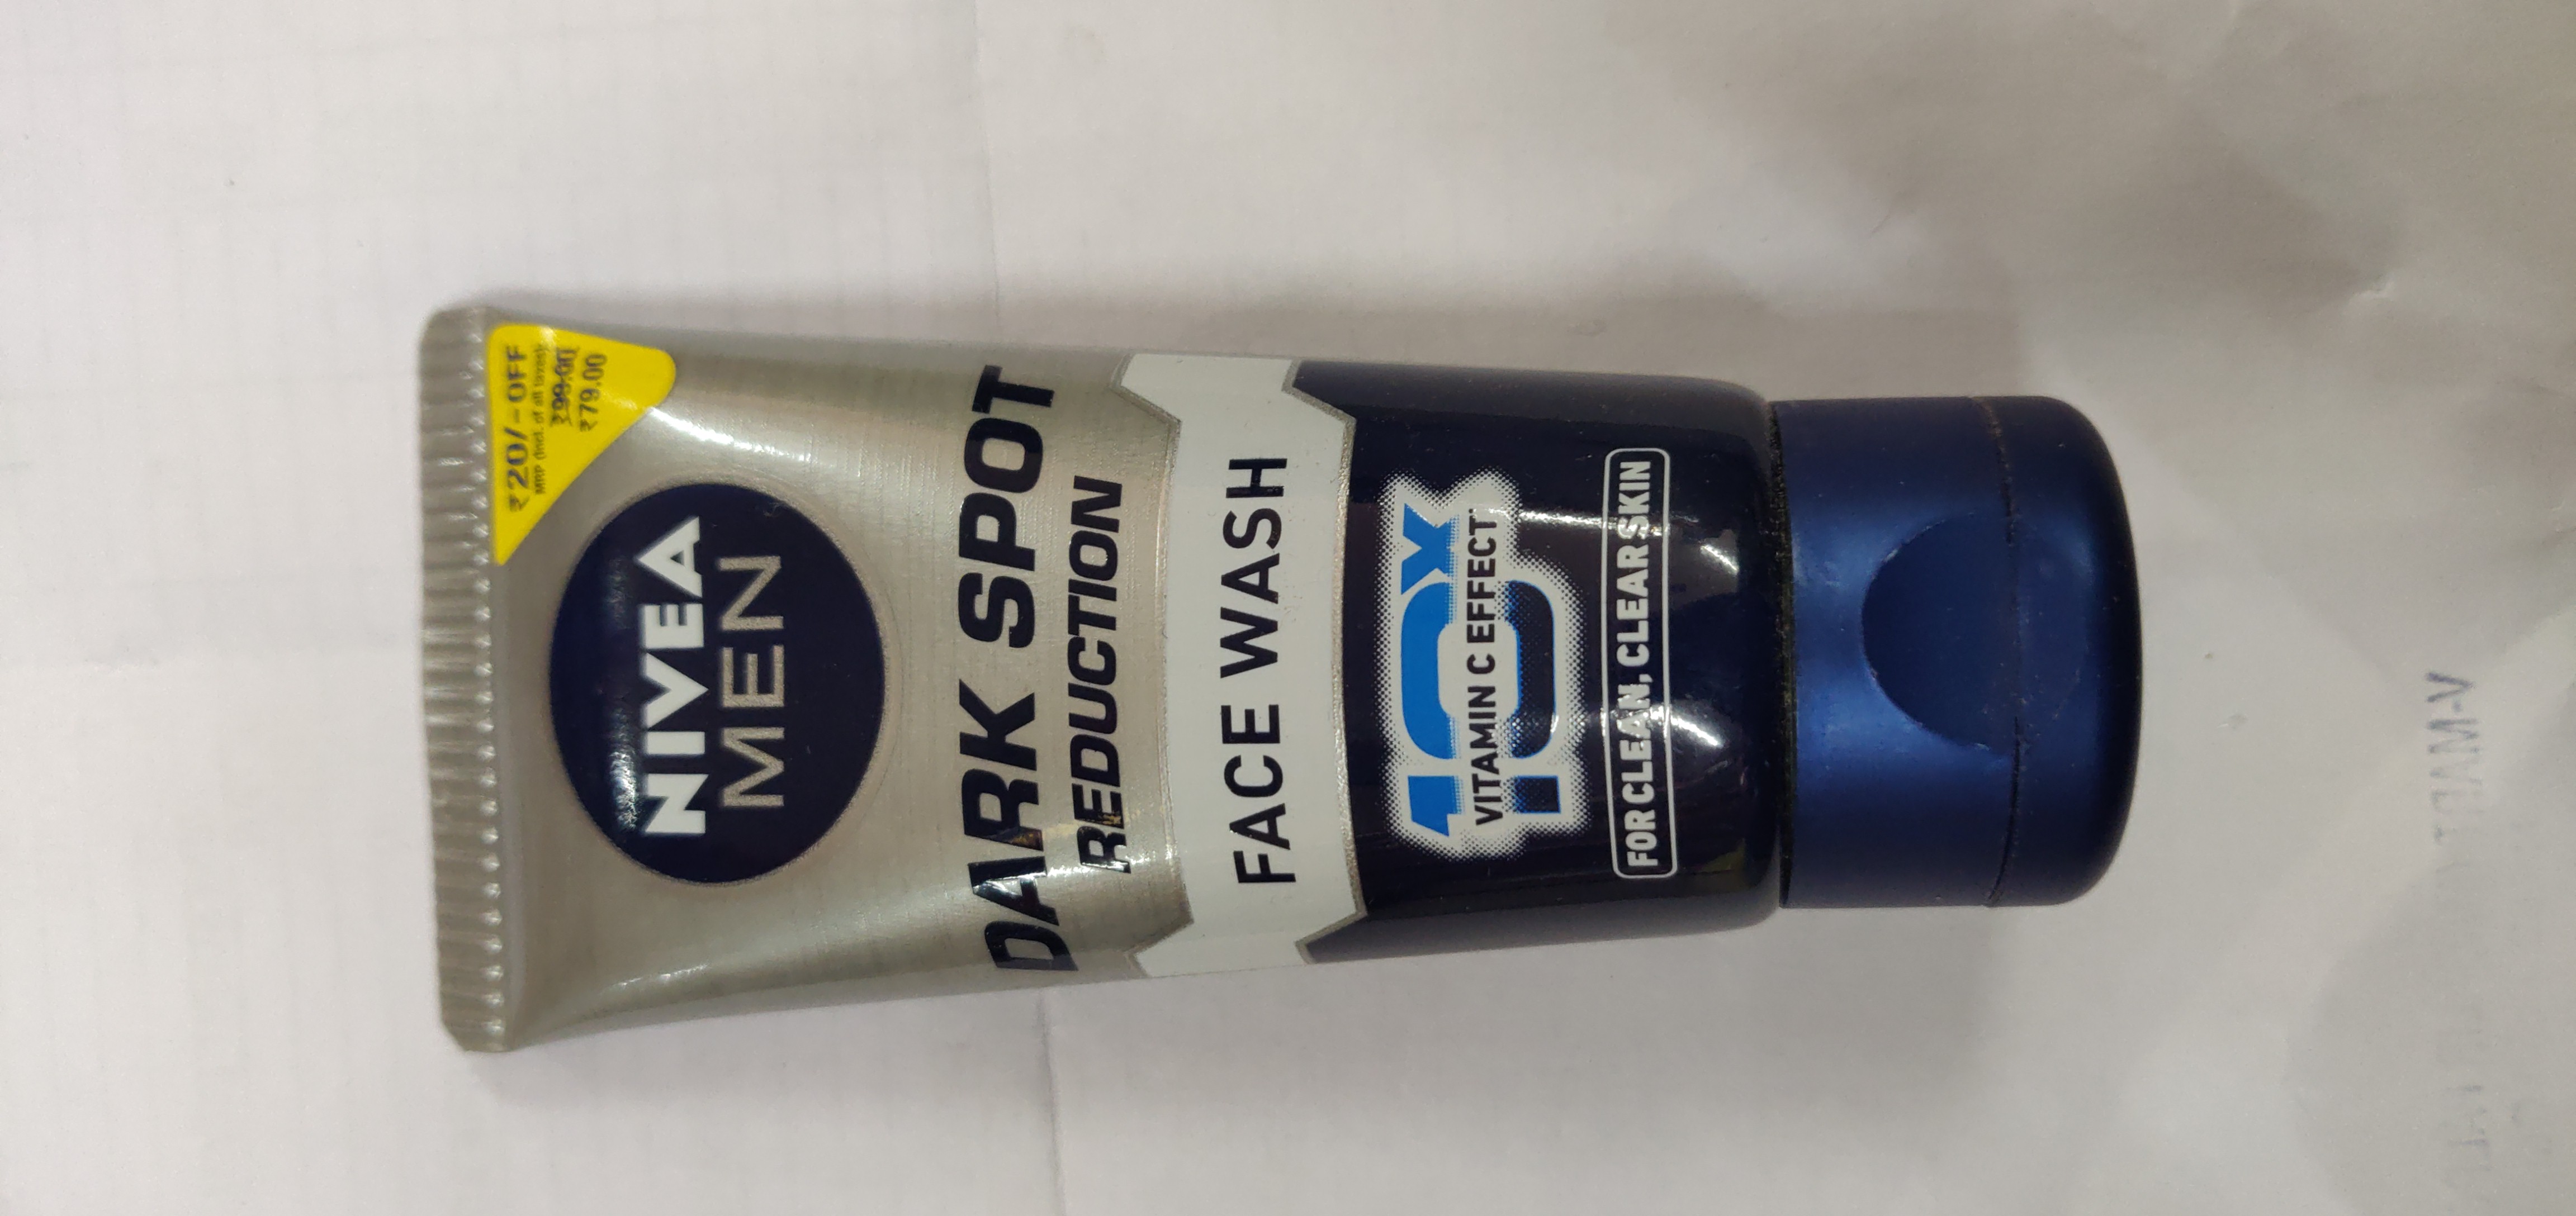 ₹20/- OFF
MRP (Incl. of all taxes):
₹99.00
₹79.00
NIVEA
MEN
DARK SPOT
REDUCTION
FACE WASH
10X
VITAMIN C EFFECT*
FOR CLEAN, CLEAR SKIN
V-MART